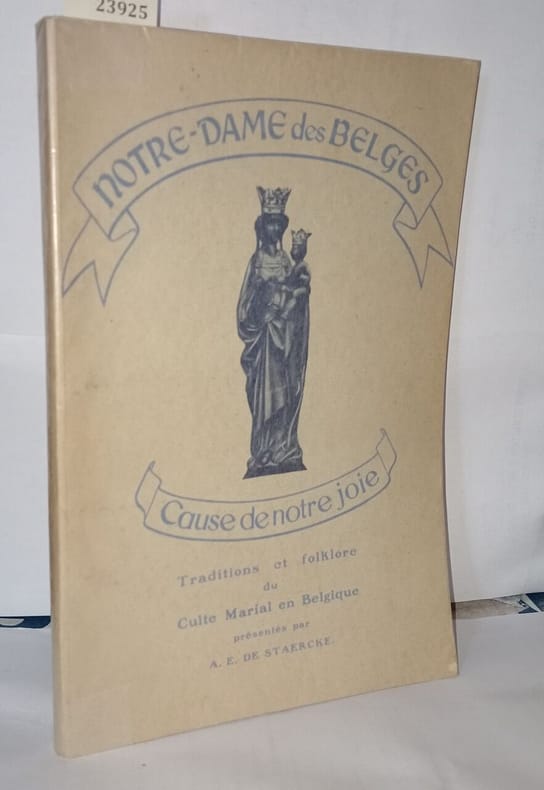 23925
NOTRE-DAME des BELGES
Cause de notre joie
Traditions et folklore
du
Culte Marial en Belgique
présentés par
A. E. DE STAERCKE.